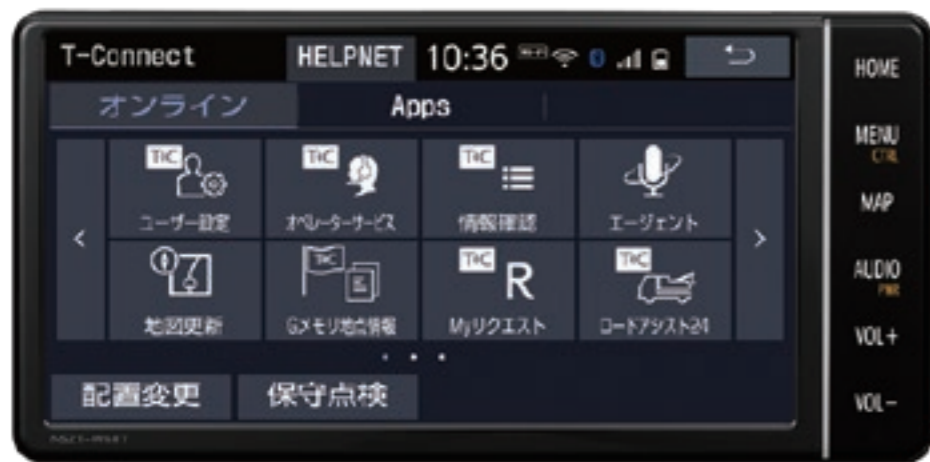 T-Connect HELPNET 10:36
オンライン Apps
T\*C T\*C T\*C
ユーザー設定 オペレーターサービス 情報確認 エージェント
T\*C T\*C T\*C
R
地図更新 Gメモリ地点情報 Myリクエスト ロードアシスト24
配置変更 保守点検
HOME
MENU
CTRL
MAP
AUDIO
PWR
VOL+
VOL-